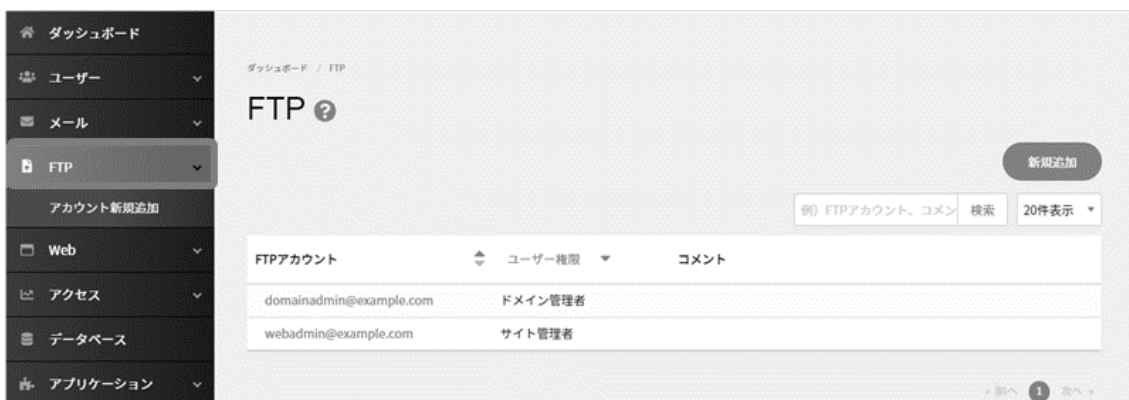 ダッシュボード
ユーザー
メール
FTP
アカウント新規追加
Web
アクセス
データベース
アプリケーション
ダッシュボード / FTP
FTP ?
新規追加
例）FTPアカウント、コメン 検索 20件表示
FTPアカウント ユーザー権限 コメント
domainadmin@example.com ドメイン管理者
webadmin@example.com サイト管理者
« 前へ 1 次へ »